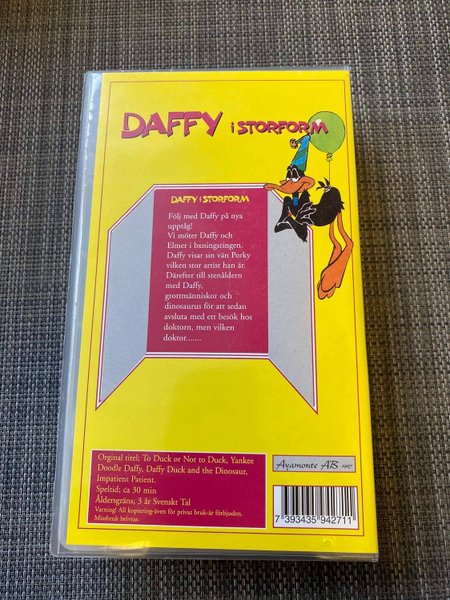 DAFFY i STORFORM
DAFFY i STORFORM
Följ med Daffy på nya
upptåg!
Vi möter Daffy och
Elmer i bxningsringen.
Daffy visar sin vän Porky
vilken stor artist han är.
Därefter till stenåldern
med Daffy,
grottmänniskor och
dinosaurus för att sedan
avsluta med ett besök hos
doktorn, men vilken
doktor.......
Orginal titel; To Duck or Not to Duck, Yankee
Doodle Daffy, Daffy Duck and the Dinosaur,
Impatient Patient.
Speltid; ca 30 min
Åldersgräns; 3 år Svenskt Tal
Varning! All kopiering-även för privat bruk-är förbjuden.
Missbruk beivras.
Ayamonte AB 1997
7 393435 942711